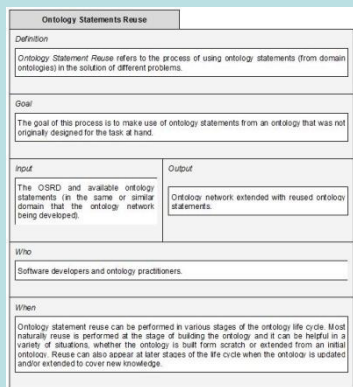 Ontology Statements Reuse
Definition
Ontology Statement Reuse refers to the process of using ontology statements (from domain
ontologies) in the solution of different problems.
Goal
The goal of this process is to make use of ontology statements from an ontology that was not
originally designed for the task at hand.
Input
The OSRD and available ontology
statements (in the same or similar
domain that the ontology network
being developed).
Output
Ontology network extended with reused ontology
statements.
Who
Software developers and ontology practitioners.
When
Ontology statement reuse can be performed in various stages of the ontology life cycle. Most
naturally reuse is performed at the stage of building the ontology and it can be helpful in a
variety of situations, whether the ontology is built form scratch or extended from an initial
ontology. Reuse can also appear at later stages of the life cycle when the ontology is updated
and/or extended to cover new knowledge.